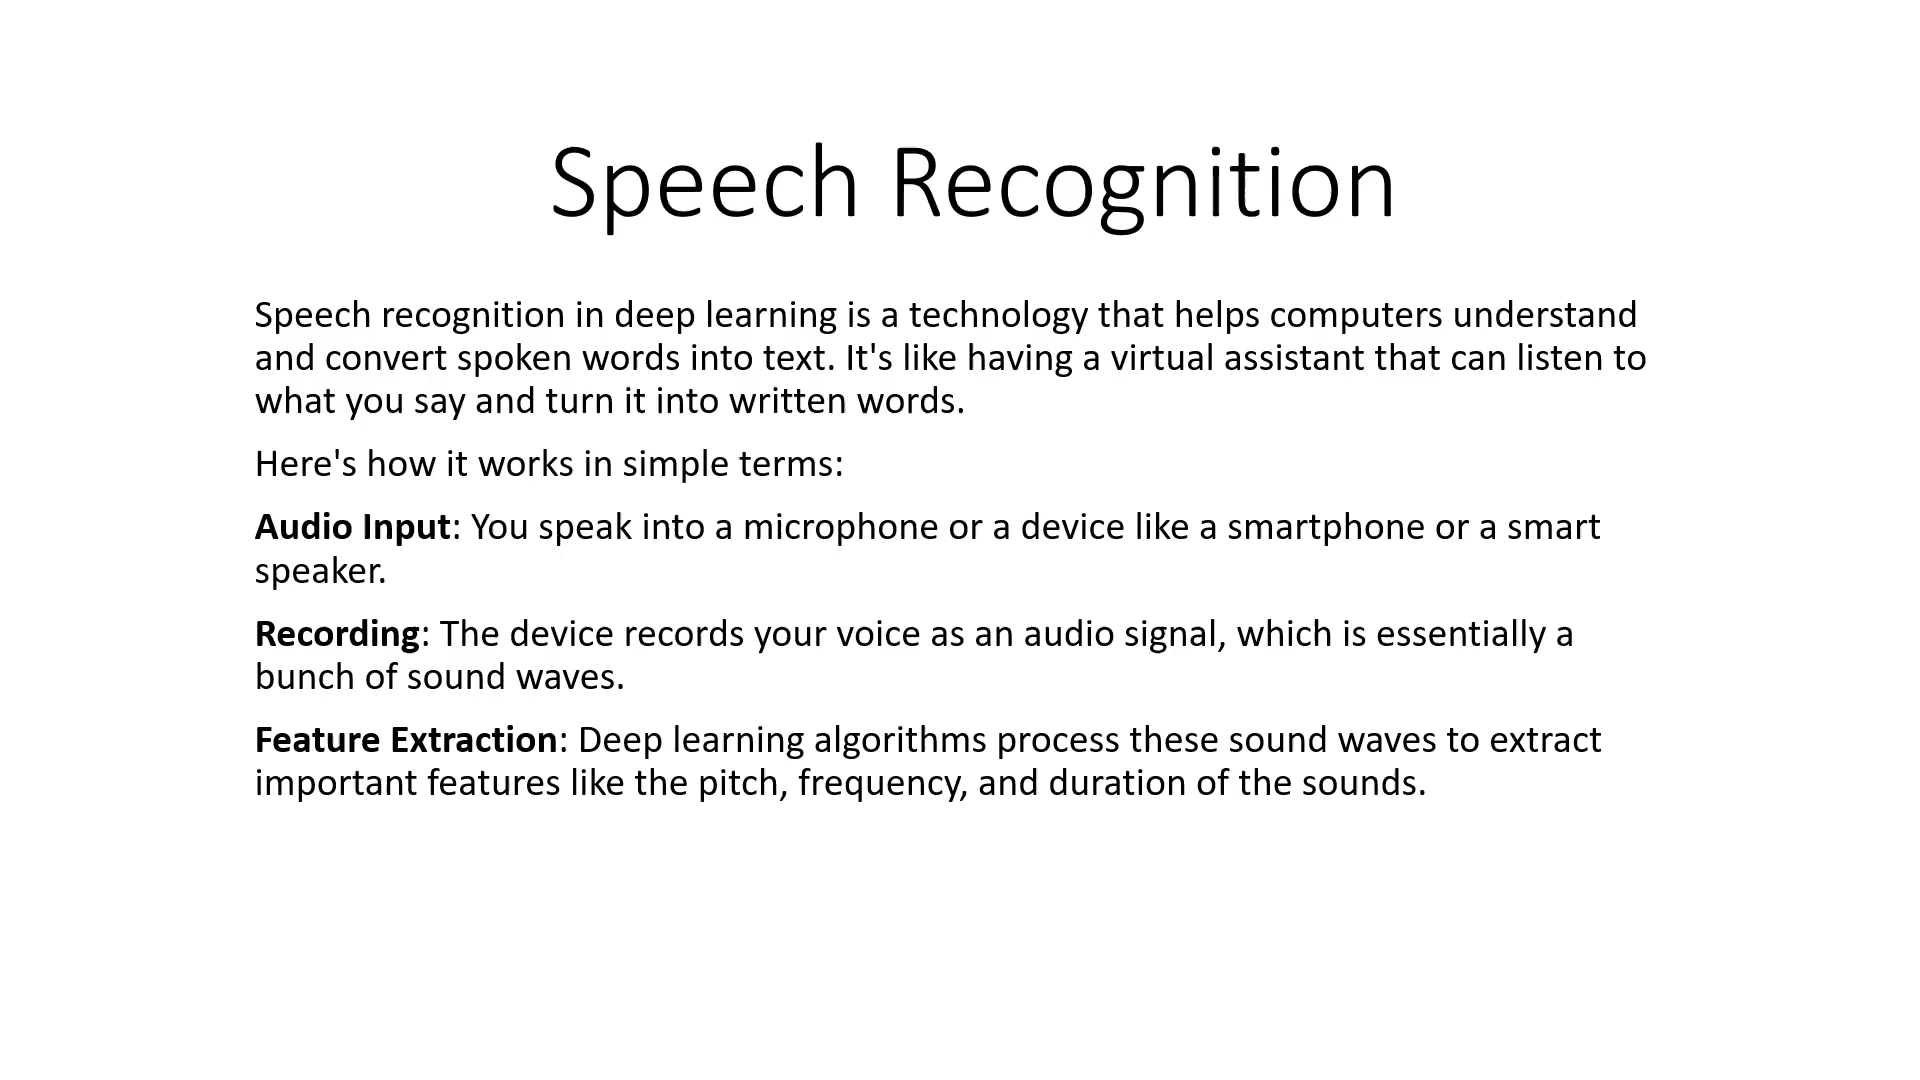 Speech Recognition
Speech recognition in deep learning is a technology that helps computers understand
and convert spoken words into text. It's like having a virtual assistant that can listen to
what you say and turn it into written words.
Here's how it works in simple terms:
Audio Input: You speak into a microphone or a device like a smartphone or a smart
speaker.
Recording: The device records your voice as an audio signal, which is essentially a
bunch of sound waves.
Feature Extraction: Deep learning algorithms process these sound waves to extract
important features like the pitch, frequency, and duration of the sounds.